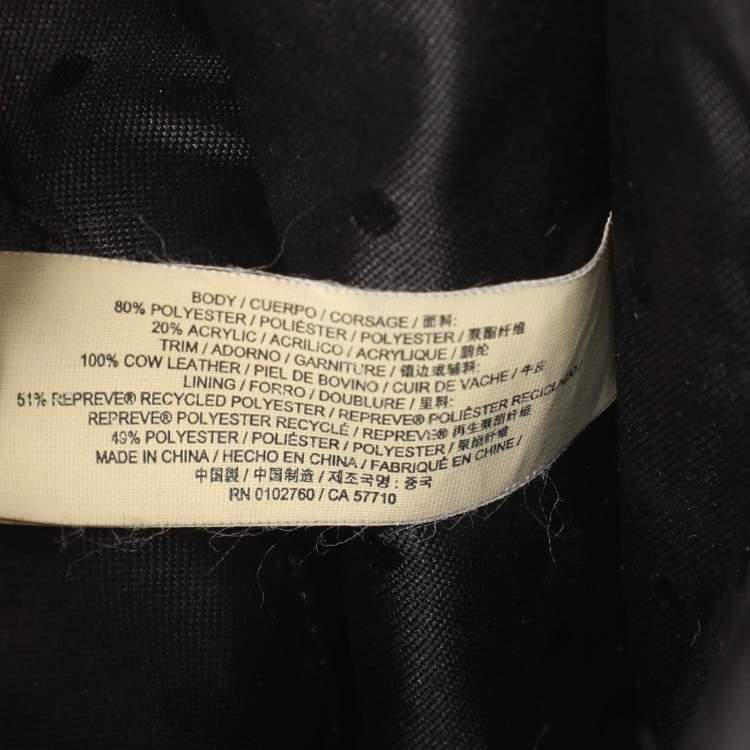 BODY / CUERPO / CORSAGE / 面料:
80% POLYESTER / POLIÉSTER / POLYESTER / 聚酯纤维
20% ACRYLIC / ACRILICO / ACRYLIQUE / 腈纶
TRIM / ADORNO / GARNITURE / 镶边或辅料:
100% COW LEATHER / PIEL DE BOVINO / CUIR DE VACHE / 牛皮
LINING / FORRO / DOUBLURE / 里料:
51% REPREVE® RECYCLED POLYESTER / REPREVE® POLIÉSTER RECICLADO /
REPREVE® POLYESTER RECYCLÉ / REPREVE® 再生聚酯纤维
49% POLYESTER / POLIÉSTER / POLYESTER / 聚酯纤维
MADE IN CHINA / HECHO EN CHINA / FABRIQUÉ EN CHINE /
中国製 / 中国制造 / 제조국명 : 중국
RN 0102760 / CA 57710